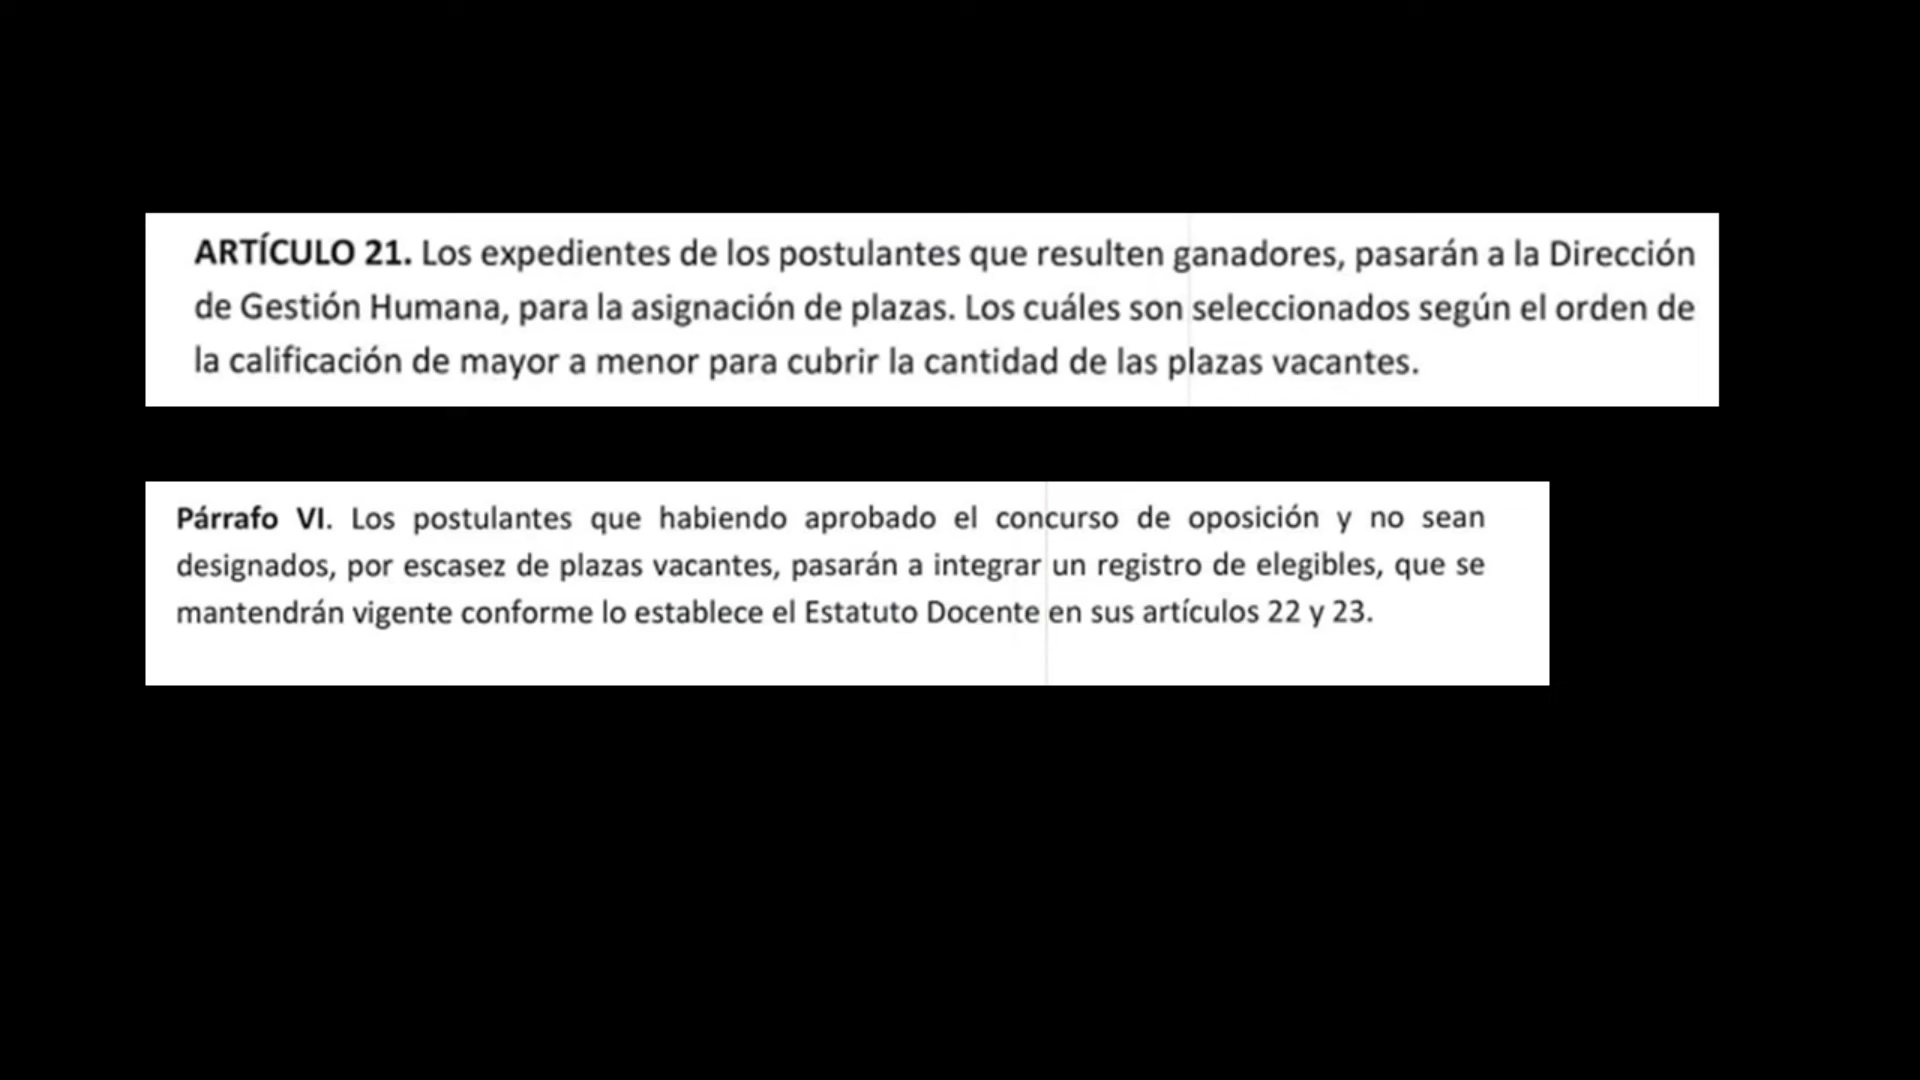 ARTÍCULO 21. Los expedientes de los postulantes que resulten ganadores, pasarán a la Dirección
de Gestión Humana, para la asignación de plazas. Los cuáles son seleccionados según el orden de
la calificación de mayor a menor para cubrir la cantidad de las plazas vacantes.
Párrafo VI. Los postulantes que habiendo aprobado el concurso de oposición y no sean
designados, por escasez de plazas vacantes, pasarán a integrar un registro de elegibles, que se
mantendrán vigente conforme lo establece el Estatuto Docente en sus artículos 22 y 23.